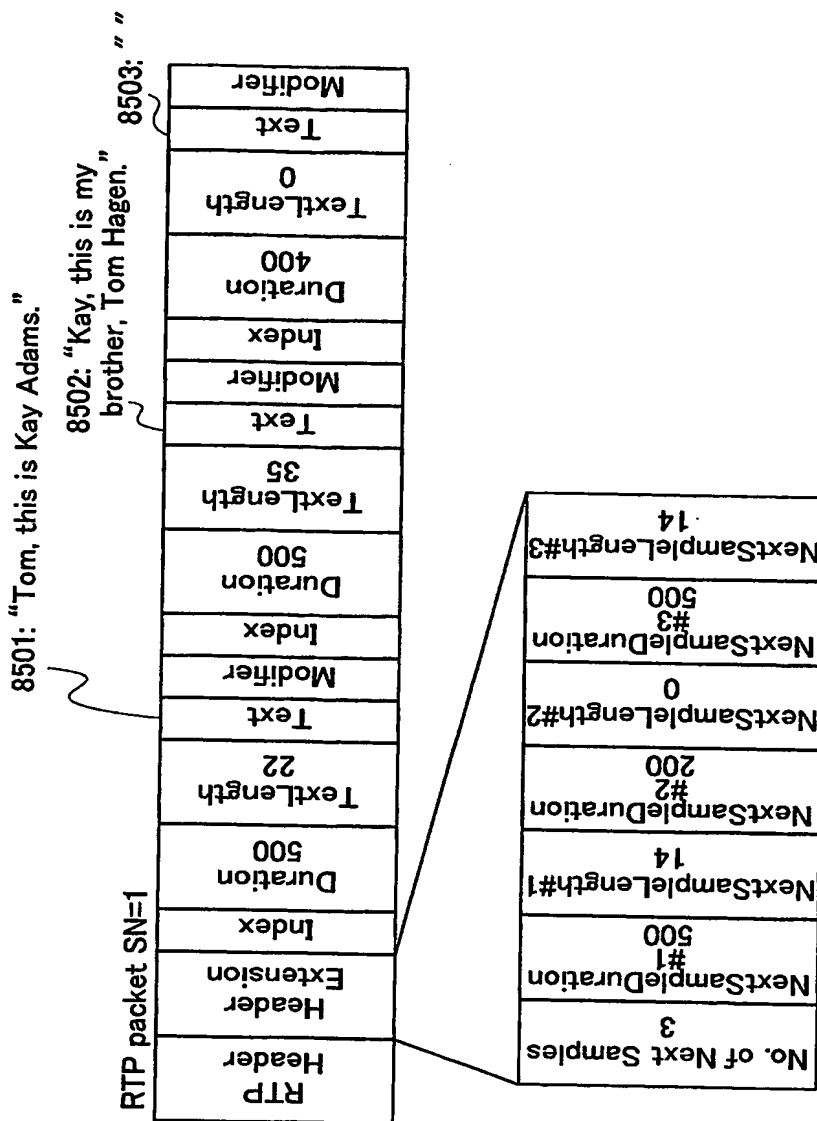 RTP packet SN=1
8501: “Tom, this is Kay Adams.”
8502: “Kay, this is my
brother, Tom Hagen.”
8503: “ ”
RTP
Header
Header
Extension
Index
Duration
500
TextLength
22
Text
Modifier
Index
Duration
500
TextLength
35
Text
Modifier
Index
Duration
400
TextLength
0
Text
Modifier
No. of Next Samples
3
NextSampleDuration
#1
500
NextSampleLength#1
14
NextSampleDuration
#2
200
NextSampleLength#2
0
NextSampleDuration
#3
500
NextSampleLength#3
14